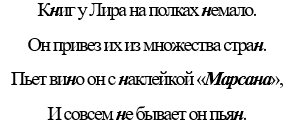 Книг у Лира на полках немало.
Он привез их из множества стран.
Пьет вино он с наклейкой «Марсана»,
И совсем не бывает он пьян.